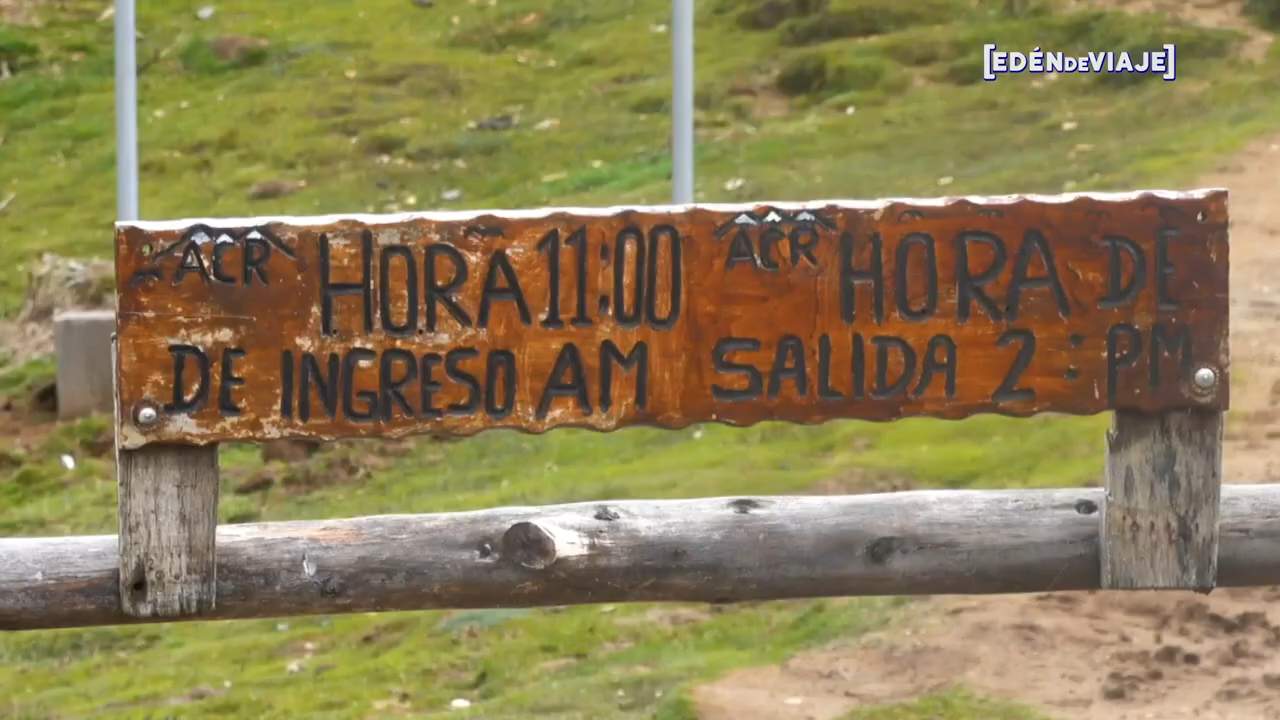 [EDÉNDEVIAJE]
ACR HORA 11:00
DE INGRESO AM
ACR HORA DE
SALIDA 2:PM